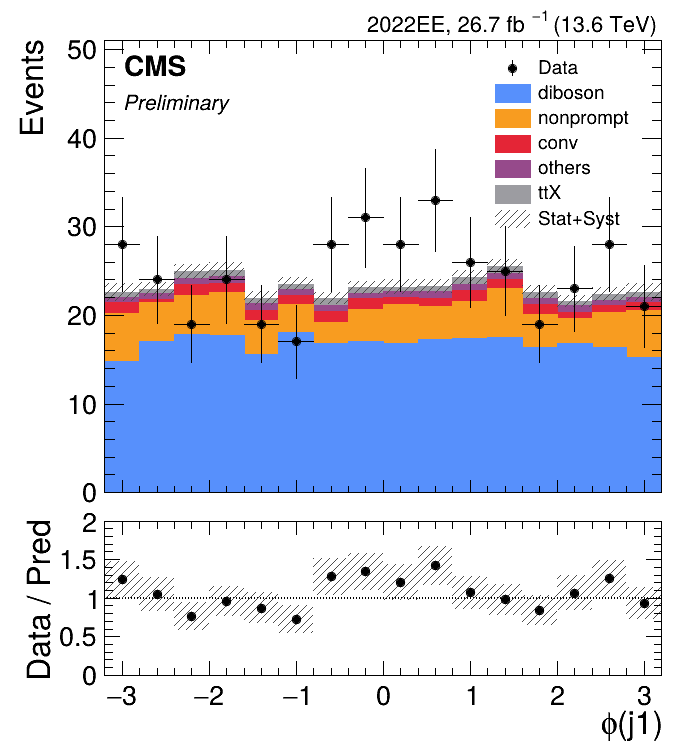 2022EE, 26.7 fb⁻¹ (13.6 TeV)
Events
50
40
30
20
10
0
CMS
Preliminary
Data
diboson
nonprompt
conv
others
ttX
Stat+Syst
Data / Pred
2
1.5
1
0.5
0
−3 −2 −1 0 1 2 3
ϕ(j1)